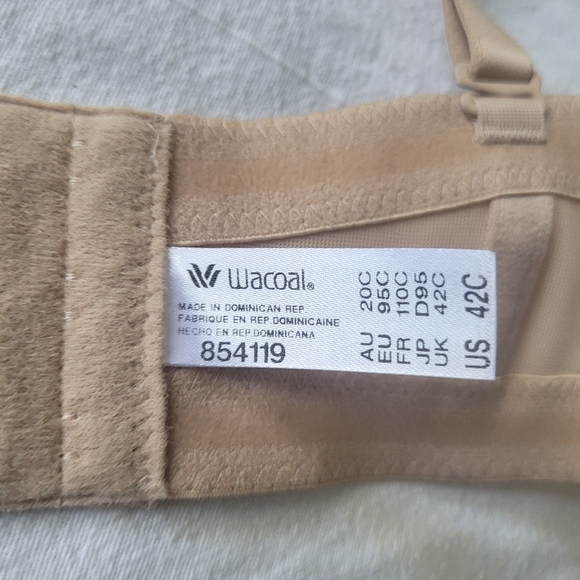 Wacoal®
MADE IN DOMINICAN REP.
FABRIQUE EN REP.DOMINICAINE
HECHO EN REP.DOMINICANA
854119
AU 20C
EU 95C
FR 110C
JP D95
UK 42C
US 42C